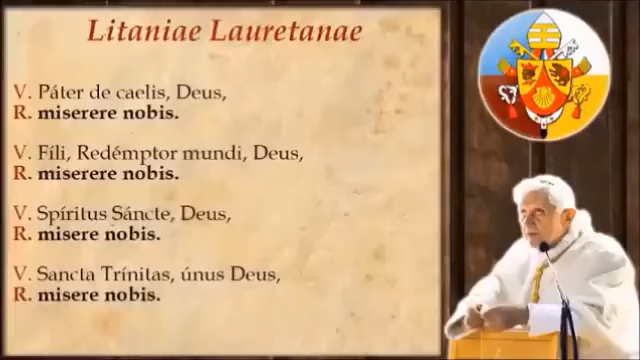 Litaniae Lauretanae
V. Páter de caelis, Deus,
R. miserere nobis.
V. Fíli, Redémptor mundi, Deus,
R. miserere nobis.
V. Spíritus Sáncte, Deus,
R. misere nobis.
V. Sancta Trínitas, únus Deus,
R. misere nobis.